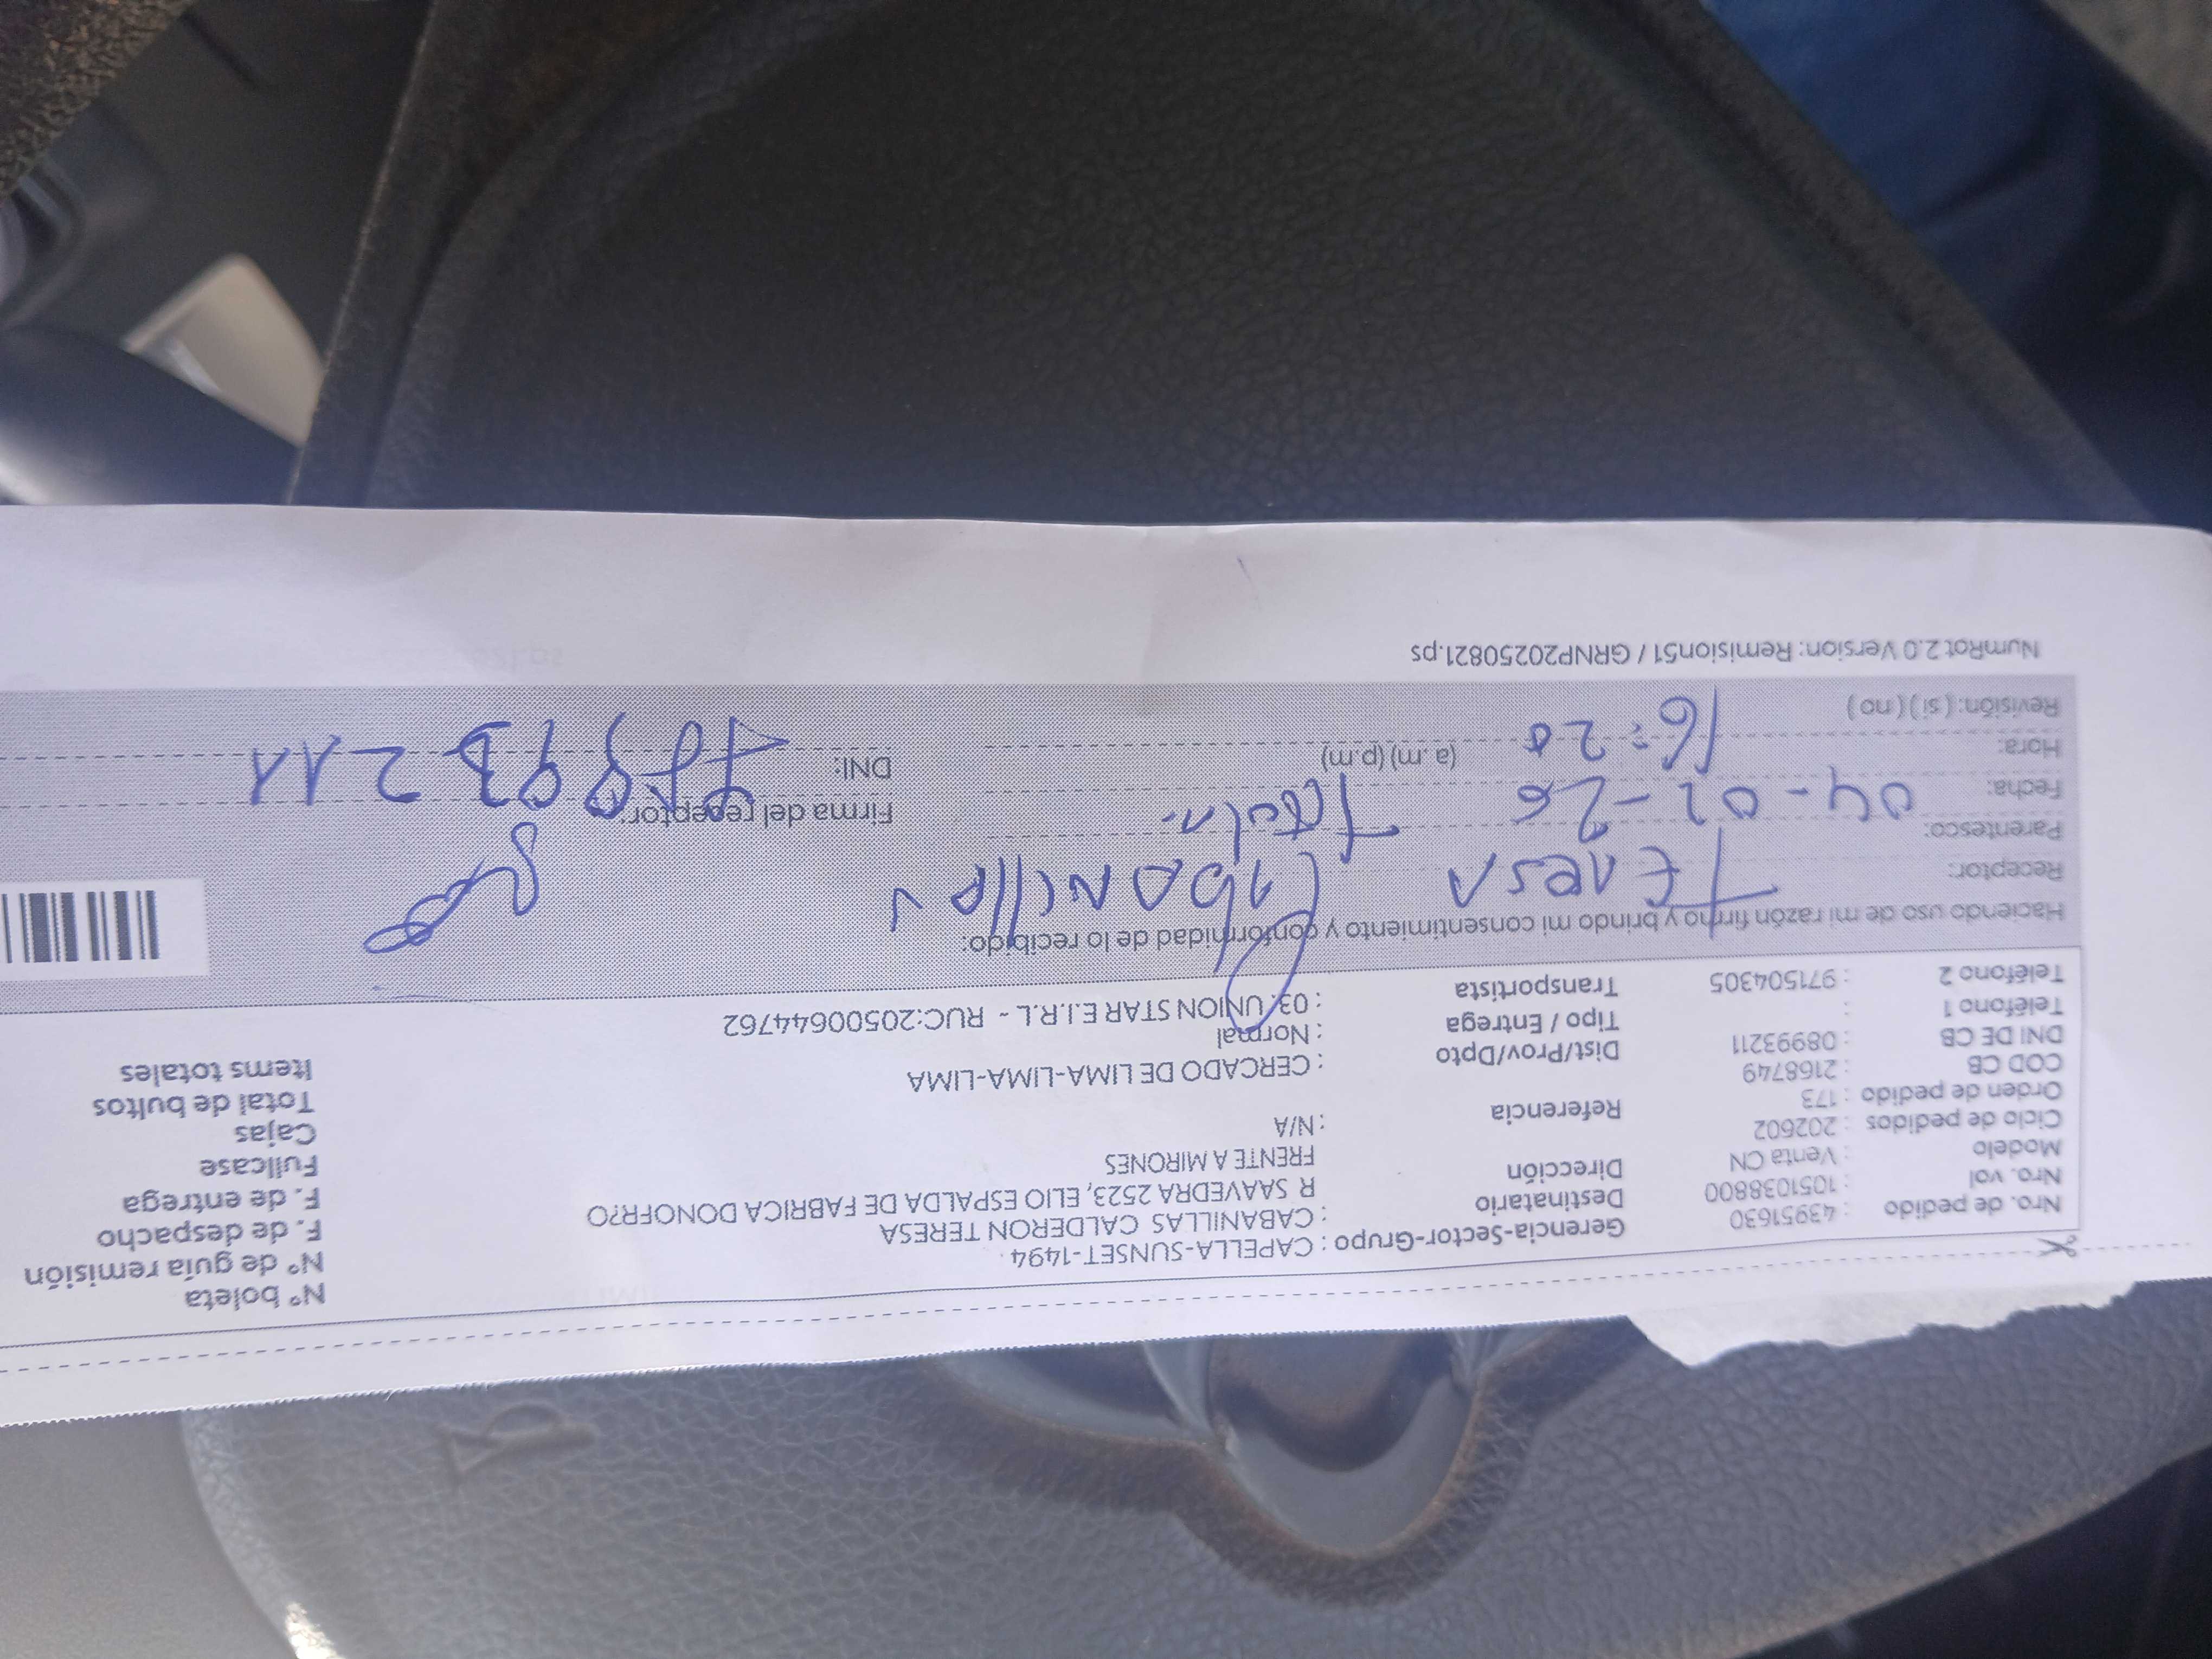 Nº boleta
Nº de guía remisión
F. de despacho
F. de entrega
Fullcase
Cajas
Total de bultos
Items totales
Gerencia-Sector-Grupo : CAPELLA-SUNSET-1494
Destinatario : CABANILLAS CALDERON TERESA
Dirección R SAAVEDRA 2523, ELIO ESPALDA DE FABRICA DONOFR?O
FRENTE A MIRONES
Referencia : N/A
Dist/Prov/Dpto : CERCADO DE LIMA-LIMA-LIMA
Tipo / Entrega : Normal
Transportista : 03: UNION STAR E.I.R.L - RUC:20500644762
Nro. de pedido : 43951630
Nro. vol : 1051038800
Modelo : Venta CN
Ciclo de pedidos : 202602
Orden de pedido : 173
COD CB : 2168749
DNI DE CB : 08993211
Teléfono 1 :
Teléfono 2 : 971504305
Haciendo uso de mi razón firmo y brindo mi consentimiento y conformidad de lo recibido:
Receptor: TERESA
Parentesco:
Fecha: 04-02-26
Hora: 16:20 (a.m) (p.m)
Revisión: (si) (no)
Firma del receptor:
DNI:
NumRot 2.0 Version: Remision51 / GRNP20250821.ps